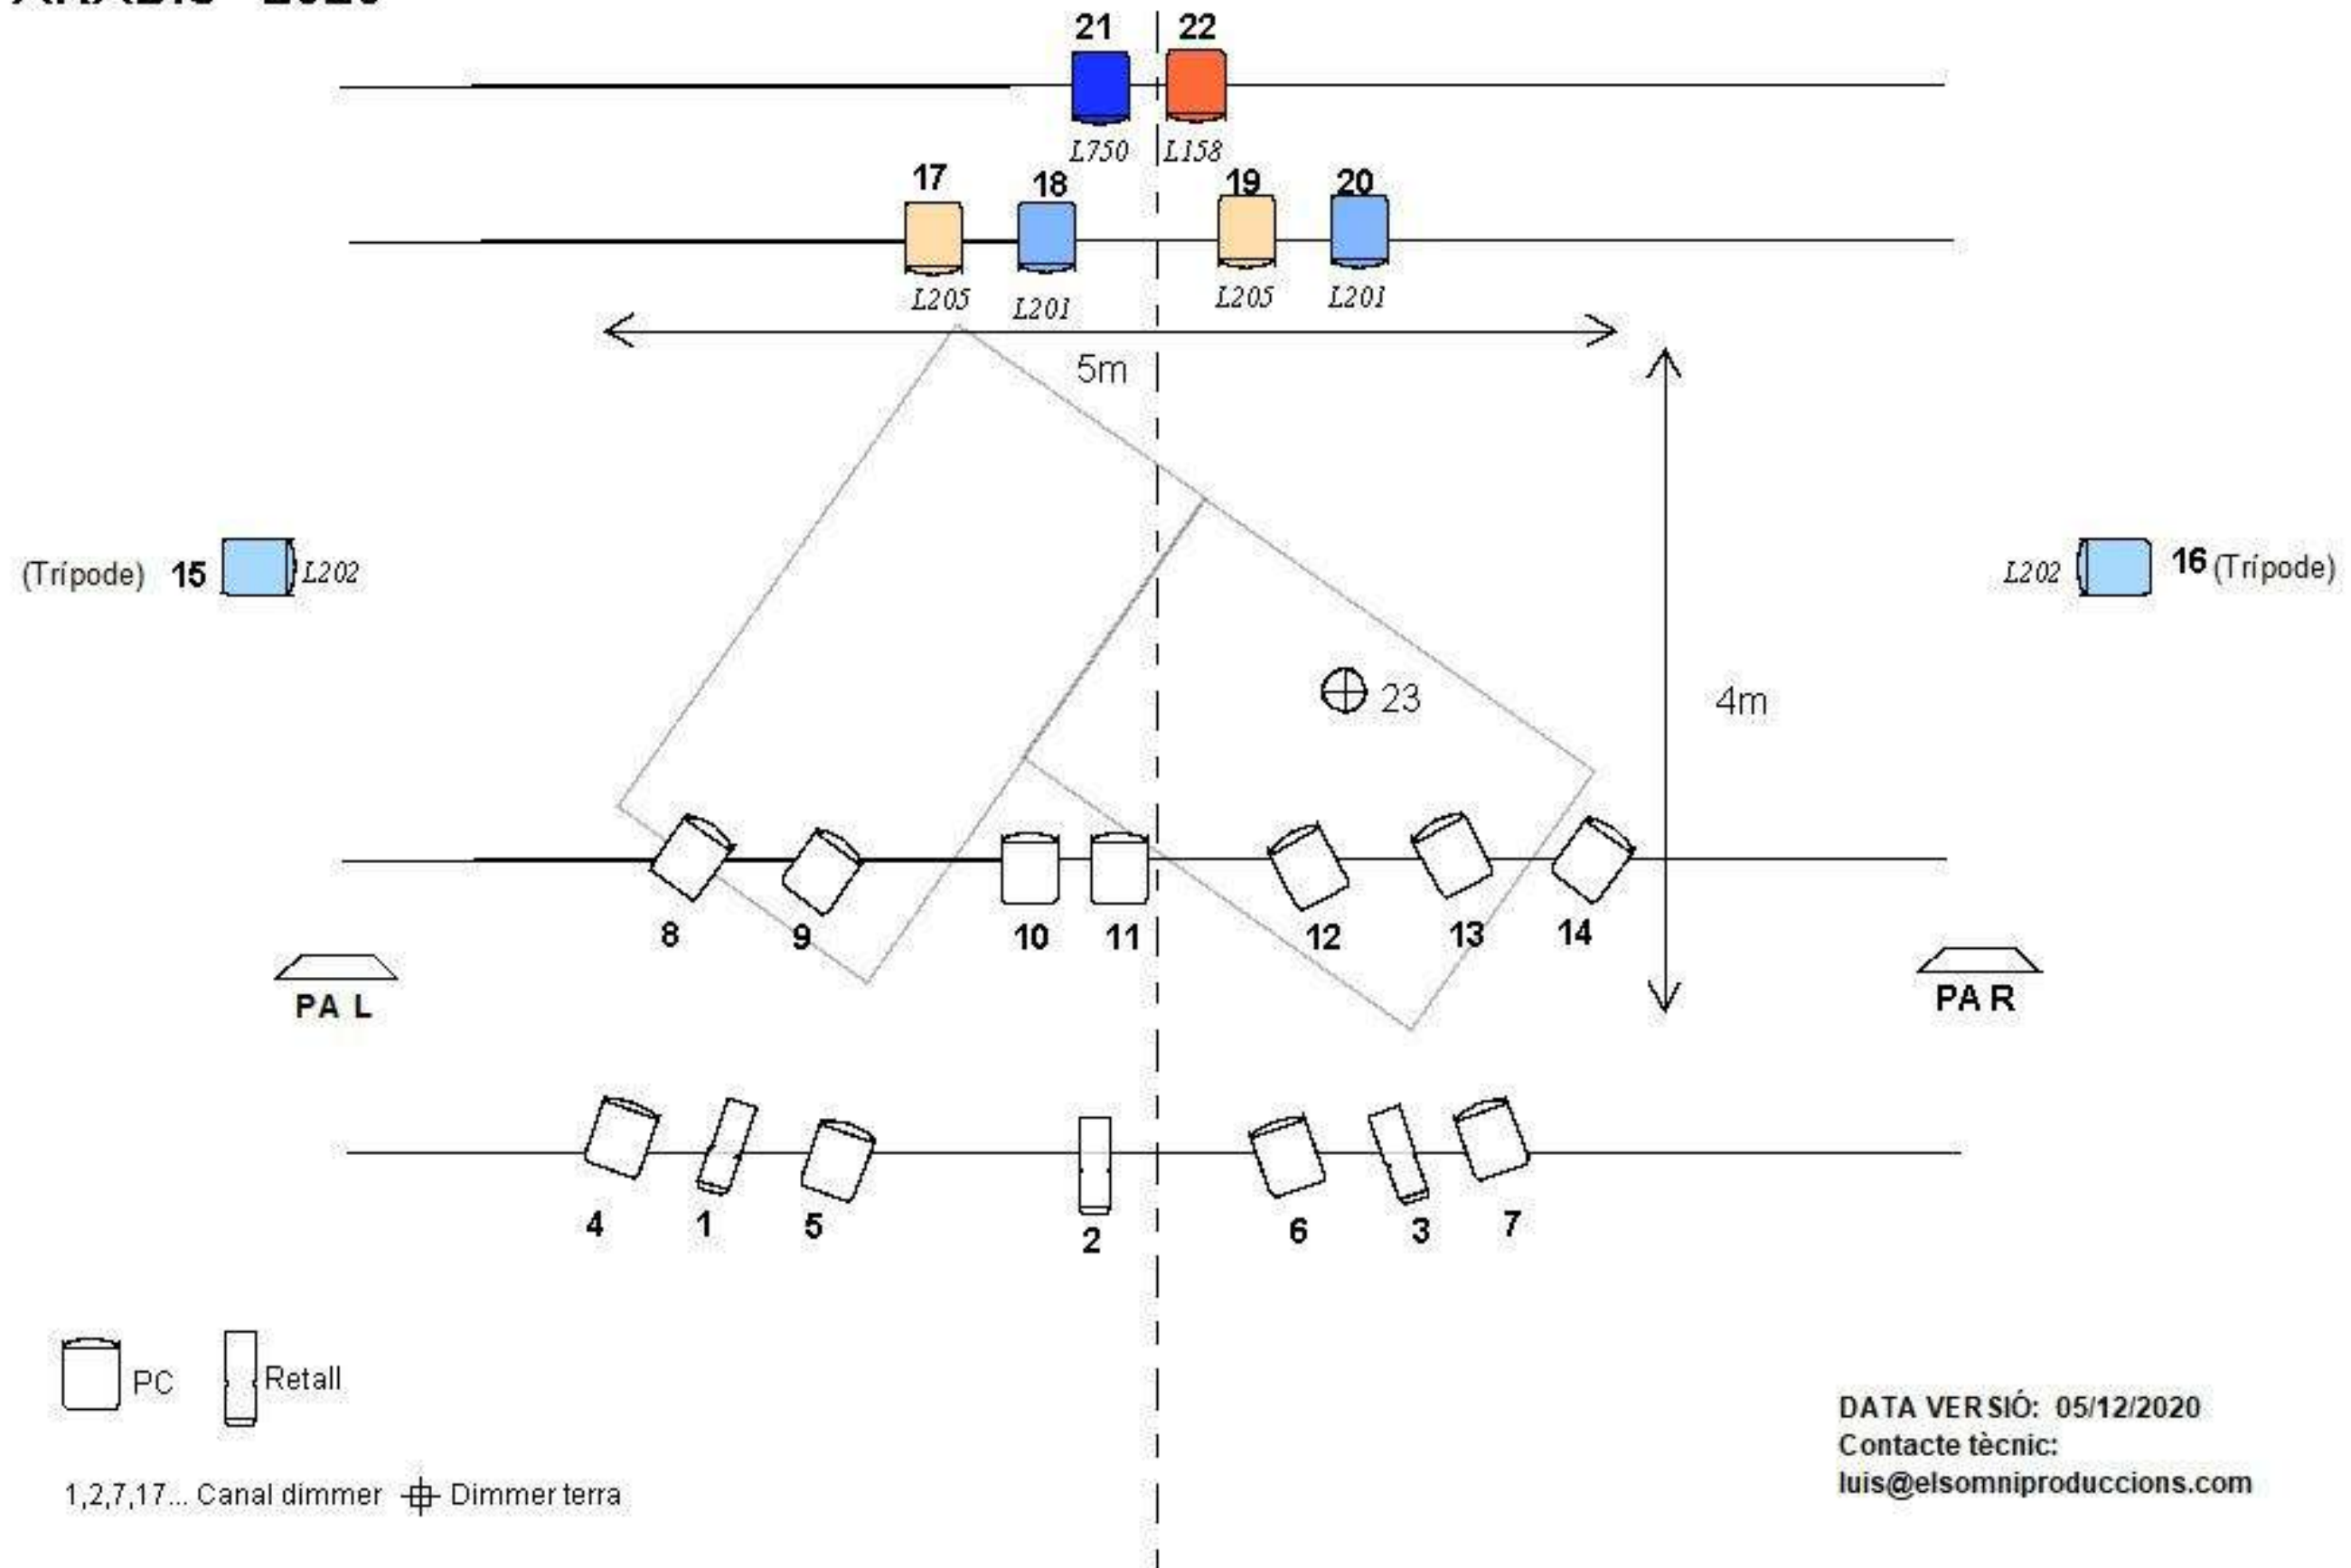 2020
21 22
L750 L158
17 18 19 20
L205 L201 L205 L201
5m
(Trípode) 15 L202
L202 16 (Trípode)
23
4m
8 9 10 11 12 13 14
PA L
PA R
4 1 5 2 6 3 7
PC Retall
1,2,7,17... Canal dimmer Dimmer terra
DATA VERSIÓ: 05/12/2020
Contacte tècnic:
luis@elsomniproduccions.com